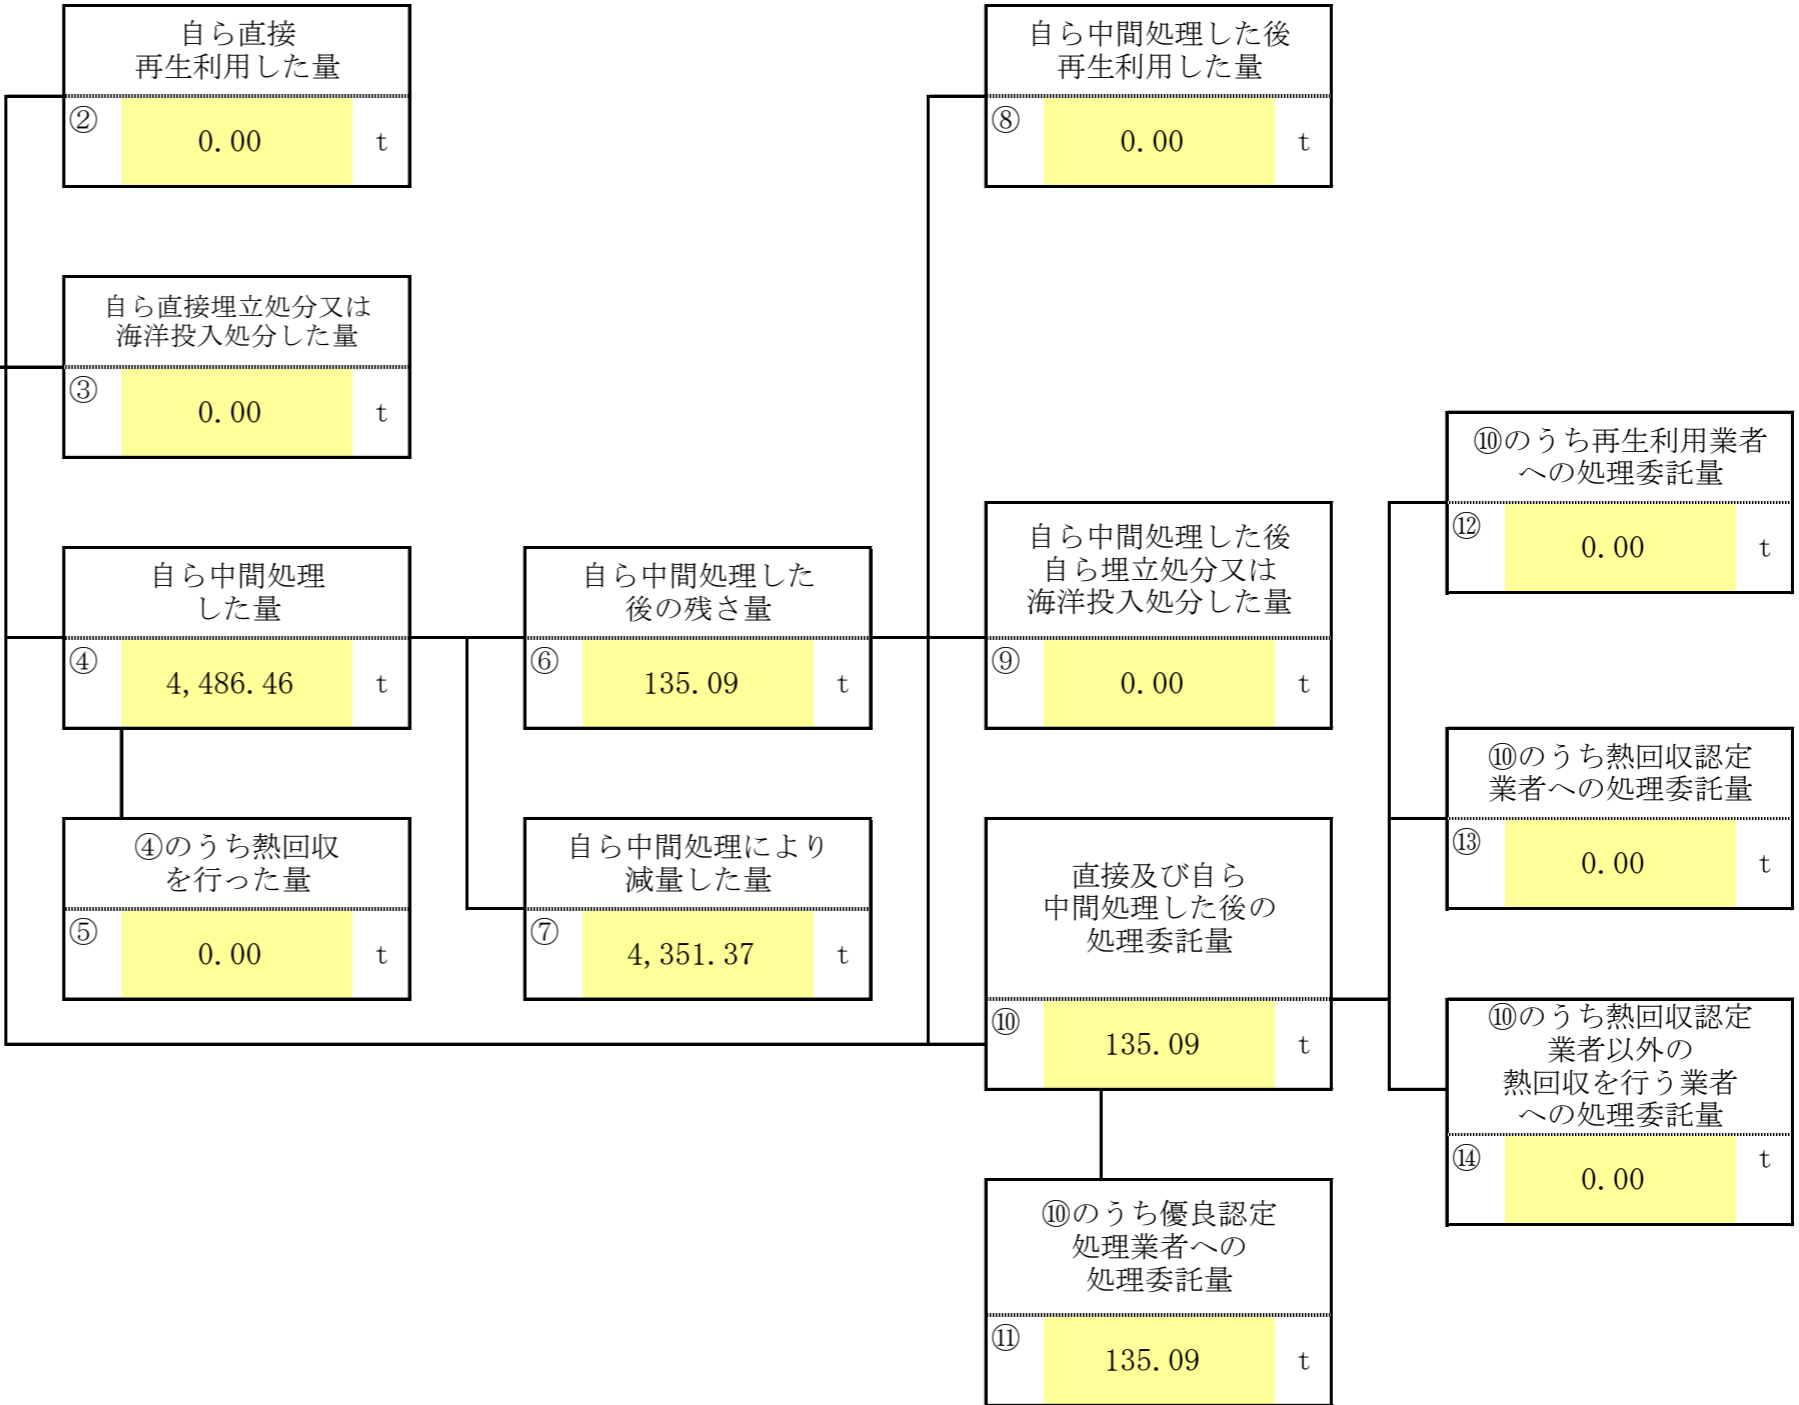 自ら直接
再生利用した量
② 0.00 t
自ら中間処理した後
再生利用した量
⑧ 0.00 t
自ら直接埋立処分又は
海洋投入処分した量
③ 0.00 t
⑩のうち再生利用業者
への処理委託量
⑫ 0.00 t
自ら中間処理
した量
④ 4,486.46 t
自ら中間処理した
後の残さ量
⑥ 135.09 t
自ら中間処理した後
自ら埋立処分又は
海洋投入処分した量
⑨ 0.00 t
⑩のうち熱回収認定
業者への処理委託量
⑬ 0.00 t
④のうち熱回収
を行った量
⑤ 0.00 t
自ら中間処理により
減量した量
⑦ 4,351.37 t
直接及び自ら
中間処理した後の
処理委託量
⑩ 135.09 t
⑩のうち熱回収認定
業者以外の
熱回収を行う業者
への処理委託量
⑭ 0.00 t
⑩のうち優良認定
処理業者への
処理委託量
⑪ 135.09 t